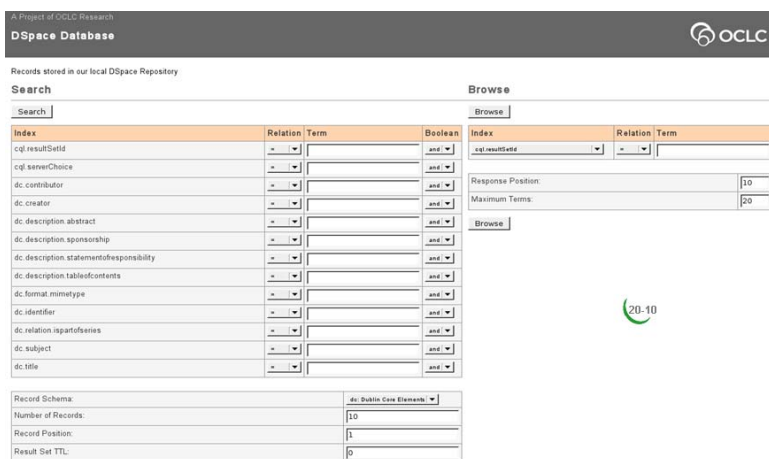 A Project of OCLC Research
DSpace Database
OCLC
Records stored in our local DSpace Repository
Search
Search
Index Relation Term Boolean
cql.resultSetId = and
cql.serverChoice = and
dc.contributor = and
dc.creator = and
dc.description.abstract = and
dc.description.sponsorship = and
dc.description.statementofresponsibility = and
dc.description.tableofcontents = and
dc.format.mimetype = and
dc.identifier = and
dc.relation.ispartofseries = and
dc.subject = and
dc.title = and
Record Schema: dc: Dublin Core Elements
Number of Records: 10
Record Position: 1
Result Set TTL: 0
Browse
Browse
Index Relation Term
cql.resultSetId =
Response Position: 10
Maximum Terms: 20
Browse
20-10